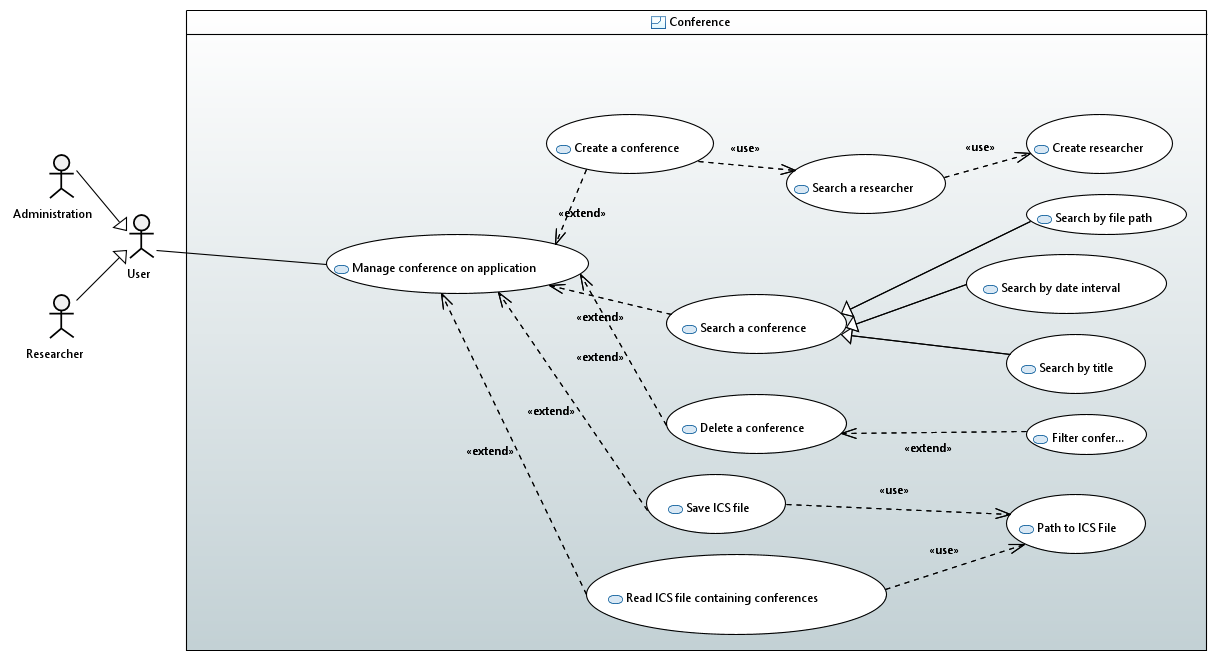 Conference
Create a conference
«use»
«use»
Create researcher
Search a researcher
Administration
«extend»
Search by file path
User
Manage conference on application
Search by date interval
«extend»
Search a conference
Researcher
«extend»
Search by title
«extend»
Delete a conference
Filter confer...
«extend»
«extend»
«use»
Save ICS file
Path to ICS File
«use»
Read ICS file containing conferences